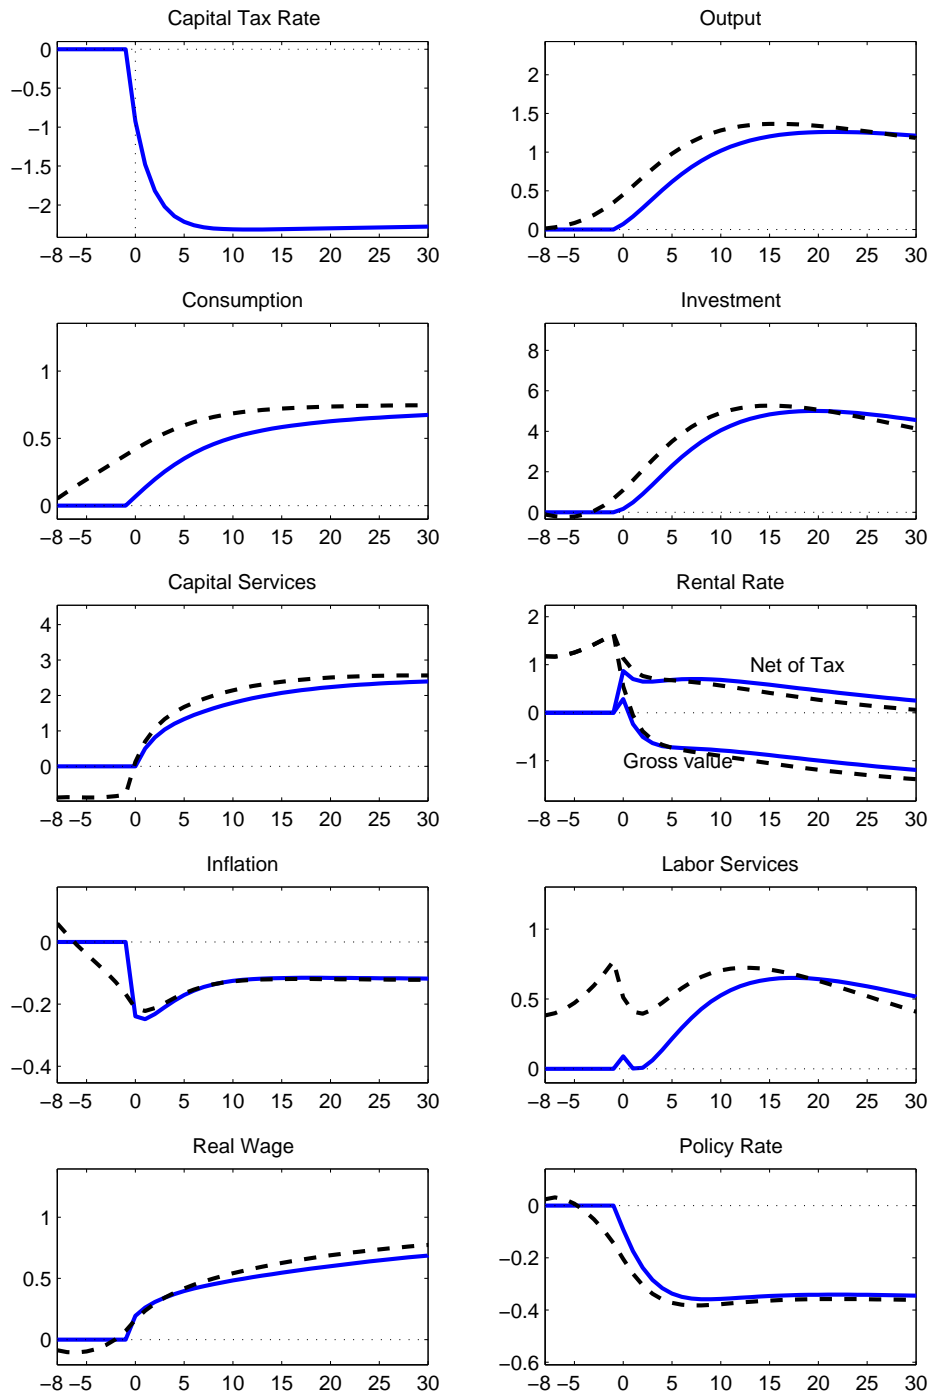 Capital Tax Rate
0
−0.5
−1
−1.5
−2
−8 −5 0 5 10 15 20 25 30
Output
2
1.5
1
0.5
0
−8 −5 0 5 10 15 20 25 30
Consumption
1
0.5
0
−8 −5 0 5 10 15 20 25 30
Investment
8
6
4
2
0
−8 −5 0 5 10 15 20 25 30
Capital Services
4
3
2
1
0
−8 −5 0 5 10 15 20 25 30
Rental Rate
2
1
0
−1
Net of Tax
Gross value
−8 −5 0 5 10 15 20 25 30
Inflation
0
−0.2
−0.4
−8 −5 0 5 10 15 20 25 30
Labor Services
1
0.5
0
−8 −5 0 5 10 15 20 25 30
Real Wage
1
0.5
0
−8 −5 0 5 10 15 20 25 30
Policy Rate
0
−0.2
−0.4
−0.6
−8 −5 0 5 10 15 20 25 30